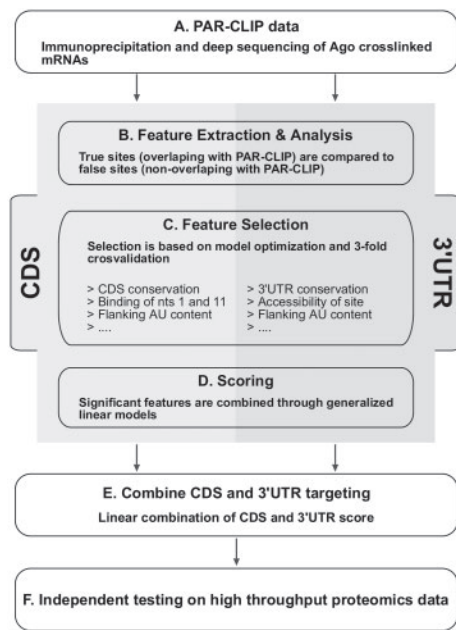 A. PAR-CLIP data
Immunoprecipitation and deep sequencing of Ago crosslinked
mRNAs
B. Feature Extraction & Analysis
True sites (overlaping with PAR-CLIP) are compared to
false sites (non-overlaping with PAR-CLIP)
CDS
3'UTR
C. Feature Selection
Selection is based on model optimization and 3-fold
crosvalidation
> CDS conservation
> Binding of nts 1 and 11
> Flanking AU content
> ....
> 3'UTR conservation
> Accessibility of site
> Flanking AU content
> ....
D. Scoring
Significant features are combined through generalized
linear models
E. Combine CDS and 3'UTR targeting
Linear combination of CDS and 3'UTR score
F. Independent testing on high throughput proteomics data